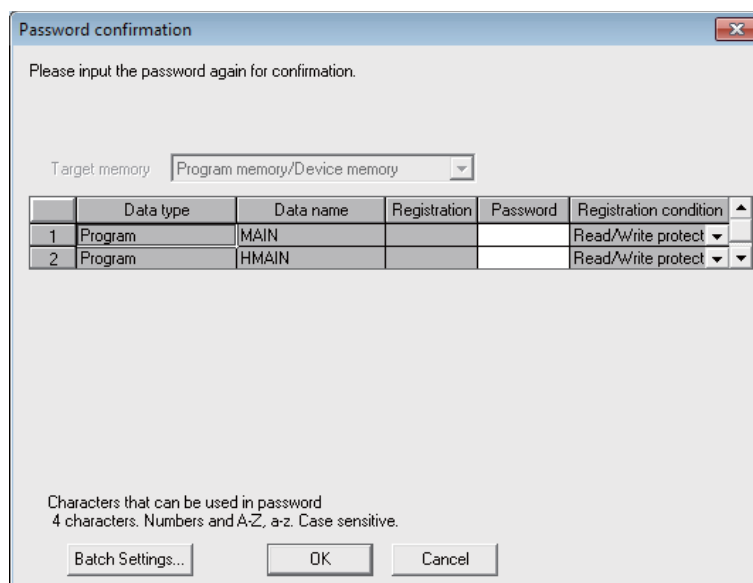 Password confirmation
Please input the password again for confirmation.
Target memory Program memory/Device memory
Data type Data name Registration Password Registration condition
1 Program MAIN Read/Write protect
2 Program HMAIN Read/Write protect
Characters that can be used in password
4 characters. Numbers and A-Z, a-z. Case sensitive.
Batch Settings... OK Cancel